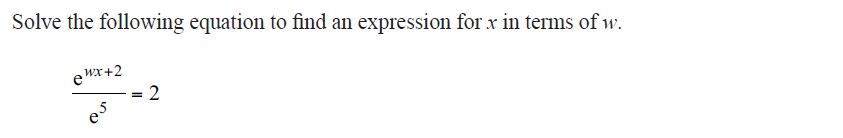 Solve the following equation to find an expression for x in terms of w.
e^{wx+2}
/ e^5 = 2